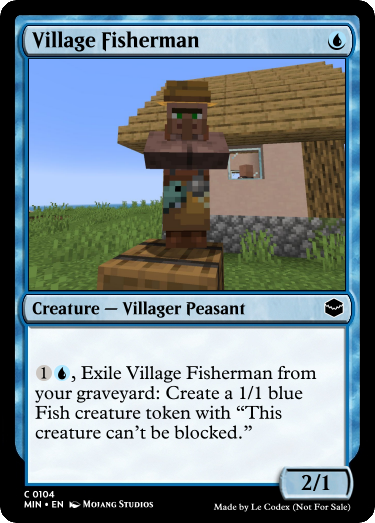 Village Fisherman
Creature — Villager Peasant
1, Exile Village Fisherman from
your graveyard: Create a 1/1 blue
Fish creature token with “This
creature can't be blocked.”
2/1
C 0104
MIN • EN Mojang Studios
Made by Le Codex (Not For Sale)